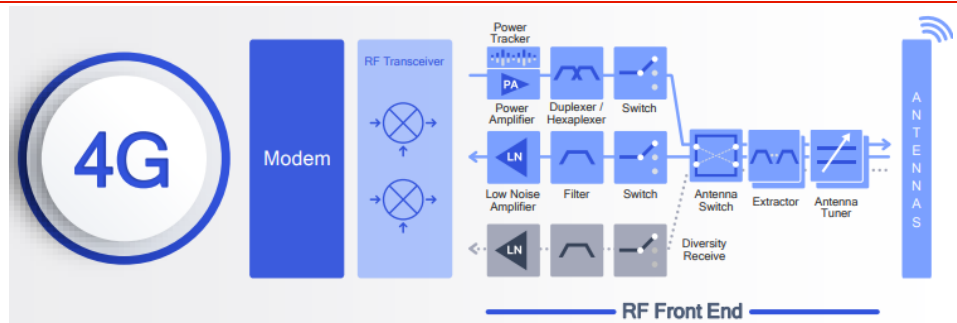 4G
Modem
RF Transceiver
Power
Tracker
PA
Power
Amplifier
Duplexer /
Hexaplexer
Switch
LN
Low Noise
Amplifier
Filter
Switch
Antenna
Switch
Extractor
Antenna
Tuner
LN
Diversity
Receive
RF Front End
ANTENNAS